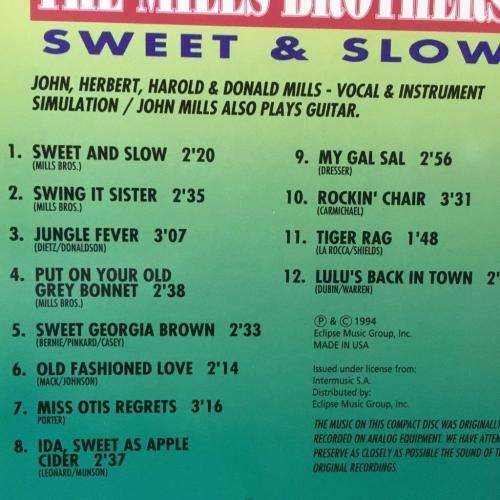 THE MILLS BROTHERS
SWEET & SLOW
JOHN, HERBERT, HAROLD & DONALD MILLS - VOCAL & INSTRUMENT
SIMULATION / JOHN MILLS ALSO PLAYS GUITAR.
1. SWEET AND SLOW 2'20
(MILLS BROS.)
2. SWING IT SISTER 2'35
(MILLS BROS.)
3. JUNGLE FEVER 3'07
(DIETZ/DONALDSON)
4. PUT ON YOUR OLD
GREY BONNET 2'38
(MILLS BROS.)
5. SWEET GEORGIA BROWN 2'33
(BERNIE/PINKARD/CASEY)
6. OLD FASHIONED LOVE 2'14
(MACK/JOHNSON)
7. MISS OTIS REGRETS 3'16
PORTER)
8. IDA, SWEET AS APPLE
CIDER 2'37
(LEONARD/MUNSON)
9. MY GAL SAL 2'56
(DRESSER)
10. ROCKIN' CHAIR 3'31
(CARMICHAEL)
11. TIGER RAG 1'48
(LA ROCCA/SHIELDS)
12. LULU'S BACK IN TOWN 2'
(DUBIN/WARREN)
Ⓟ & © 1994
Eclipse Music Group, Inc.
MADE IN USA
Issued under license from:
Intermusic S.A.
Distributed by:
Eclipse Music Group, Inc.
THE MUSIC ON THIS COMPACT DISC WAS ORIGINALLY
RECORDED ON ANALOG EQUIPMENT. WE HAVE ATTEM
PRESERVE AS CLOSELY AS POSSIBLE THE SOUND OF T
ORIGINAL RECORDINGS.